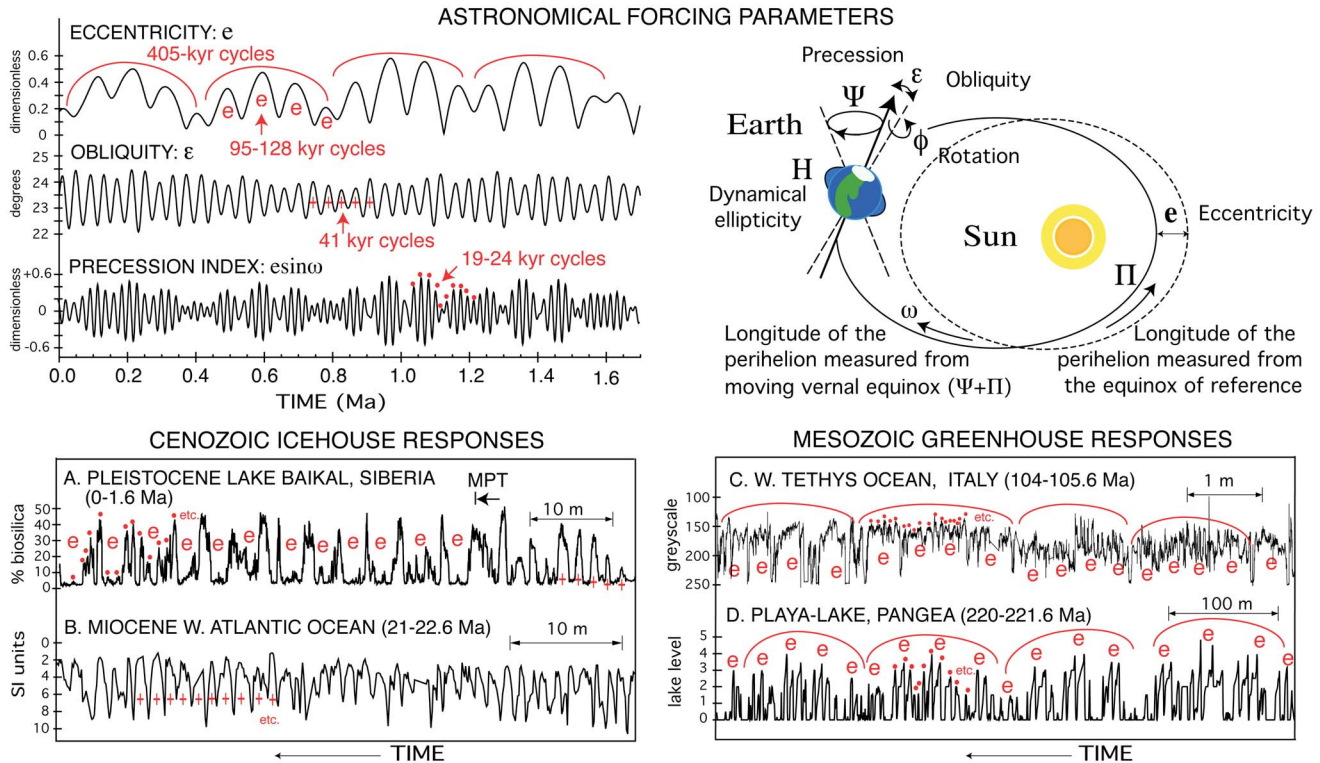 ASTRONOMICAL FORCING PARAMETERS
ECCENTRICITY: e
405-kyr cycles
dimensionless
0.6
0.4
0.2
0
e e e e
95-128 kyr cycles
OBLIQUITY: ε
degrees
25
24
23
22
41 kyr cycles
PRECESSION INDEX: esinω
19-24 kyr cycles
dimensionless
+0.6
0
-0.6
0.0 0.2 0.4 0.6 0.8 1.0 1.2 1.4 1.6
TIME (Ma)
Precession
ε
Obliquity
Ψ
Earth
ϕ
Rotation
H
Dynamical
ellipticity
Sun
e
Eccentricity
Π
ω
Longitude of the
perihelion measured from
moving vernal equinox (Ψ+Π)
Longitude of the
perihelion measured from
the equinox of reference
CENOZOIC ICEHOUSE RESPONSES
A. PLEISTOCENE LAKE BAIKAL, SIBERIA
(0-1.6 Ma)
etc.
MPT
10 m
% biosilica
50
40
30
20
10
0
e e e e e e e e e e e
B. MIOCENE W. ATLANTIC OCEAN (21-22.6 Ma)
10 m
SI units
0
2
4
6
8
10
etc.
TIME
MESOZOIC GREENHOUSE RESPONSES
C. W. TETHYS OCEAN, ITALY (104-105.6 Ma)
1 m
etc.
greyscale
100
150
200
250
e e e e e e e e e e e e e e
D. PLAYA-LAKE, PANGEA (220-221.6 Ma)
100 m
etc.
lake level
5
4
3
2
1
0
e e e e e e e e e e e e e e e
TIME